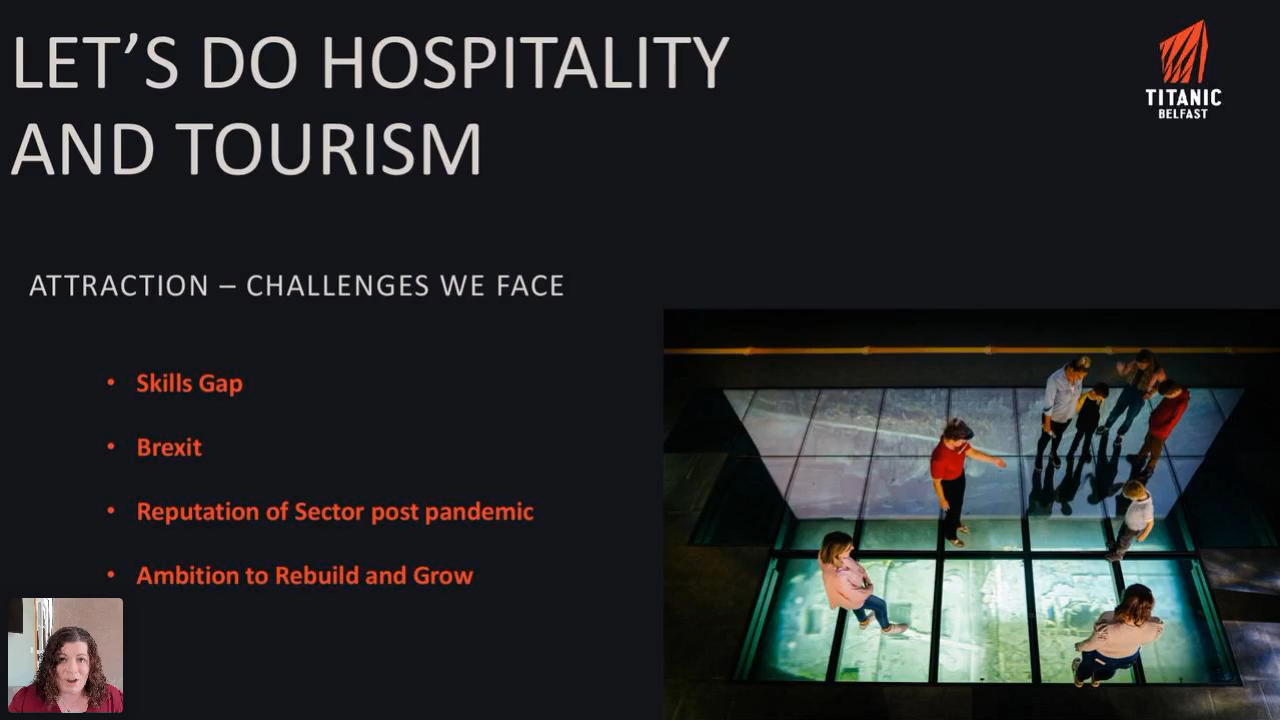 LET’S DO HOSPITALITY
AND TOURISM
TITANIC
BELFAST
ATTRACTION – CHALLENGES WE FACE
• Skills Gap
• Brexit
• Reputation of Sector post pandemic
• Ambition to Rebuild and Grow